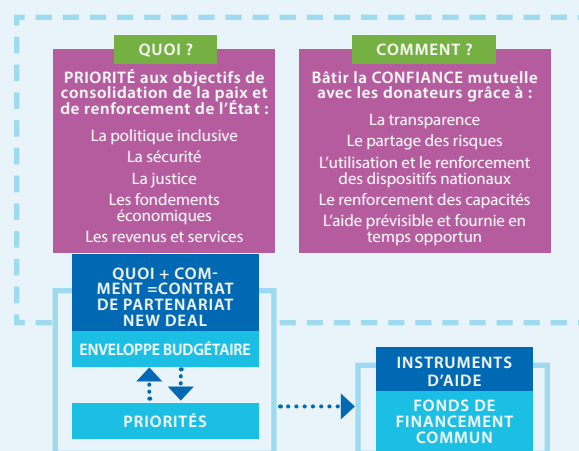 QUOI ?
PRIORITÉ aux objectifs de
consolidation de la paix et
de renforcement de l'État :
La politique inclusive
La sécurité
La justice
Les fondements
économiques
Les revenus et services
COMMENT ?
Bâtir la CONFIANCE mutuelle
avec les donateurs grâce à :
La transparence
Le partage des risques
L'utilisation et le renforcement
des dispositifs nationaux
Le renforcement des capacités
L'aide prévisible et fournie en
temps opportun
QUOI + COM-
MENT =CONTRAT
DE PARTENARIAT
NEW DEAL
ENVELOPPE BUDGÉTAIRE
PRIORITÉS
INSTRUMENTS
D'AIDE
FONDS DE
FINANCEMENT
COMMUN